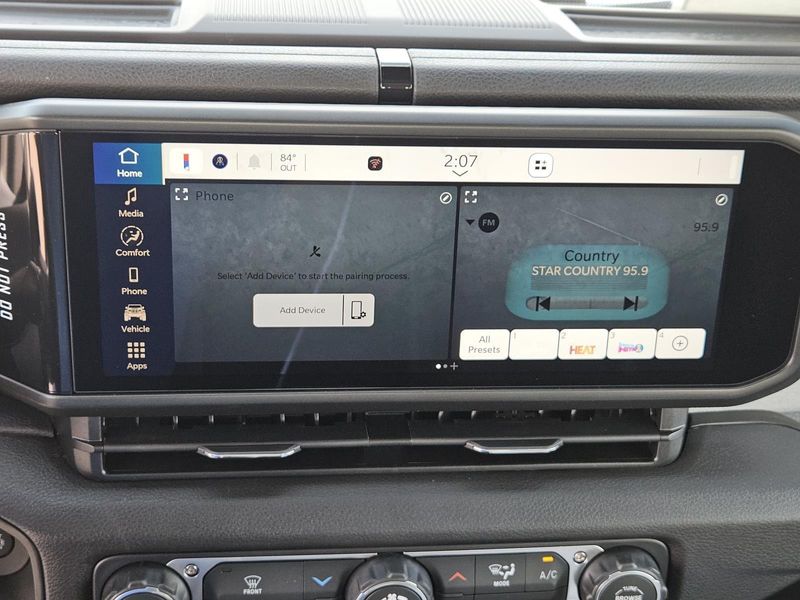 DO NOT PRESS
Home
84°
OUT
2:07
Media
Comfort
Phone
Vehicle
Apps
Phone
Select 'Add Device' to start the pairing process.
Add Device
FM
95.9
Country
STAR COUNTRY 95.9
All
Presets
1
2
HEAT
3
4
FRONT
MODE
A/C
TUNE
BROWSE